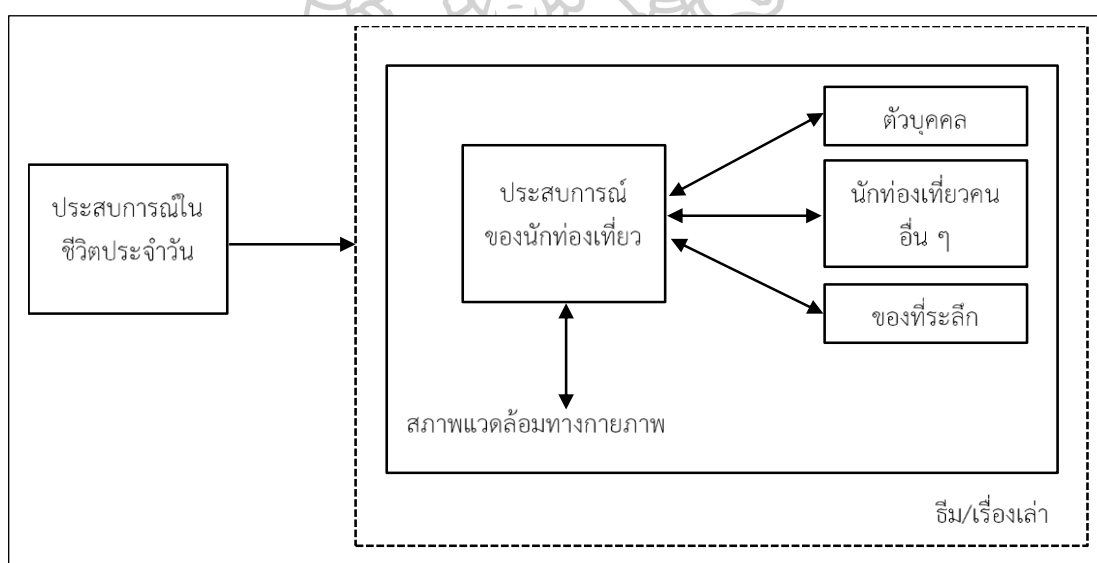 ประสบการณ์ใน
ชีวิตประจำวัน
ประสบการณ์
ของนักท่องเที่ยว
ตัวบุคคล
นักท่องเที่ยวคน
อื่น ๆ
ของที่ระลึก
สภาพแวดล้อมทางกายภาพ
ธีม/เรื่องเล่า